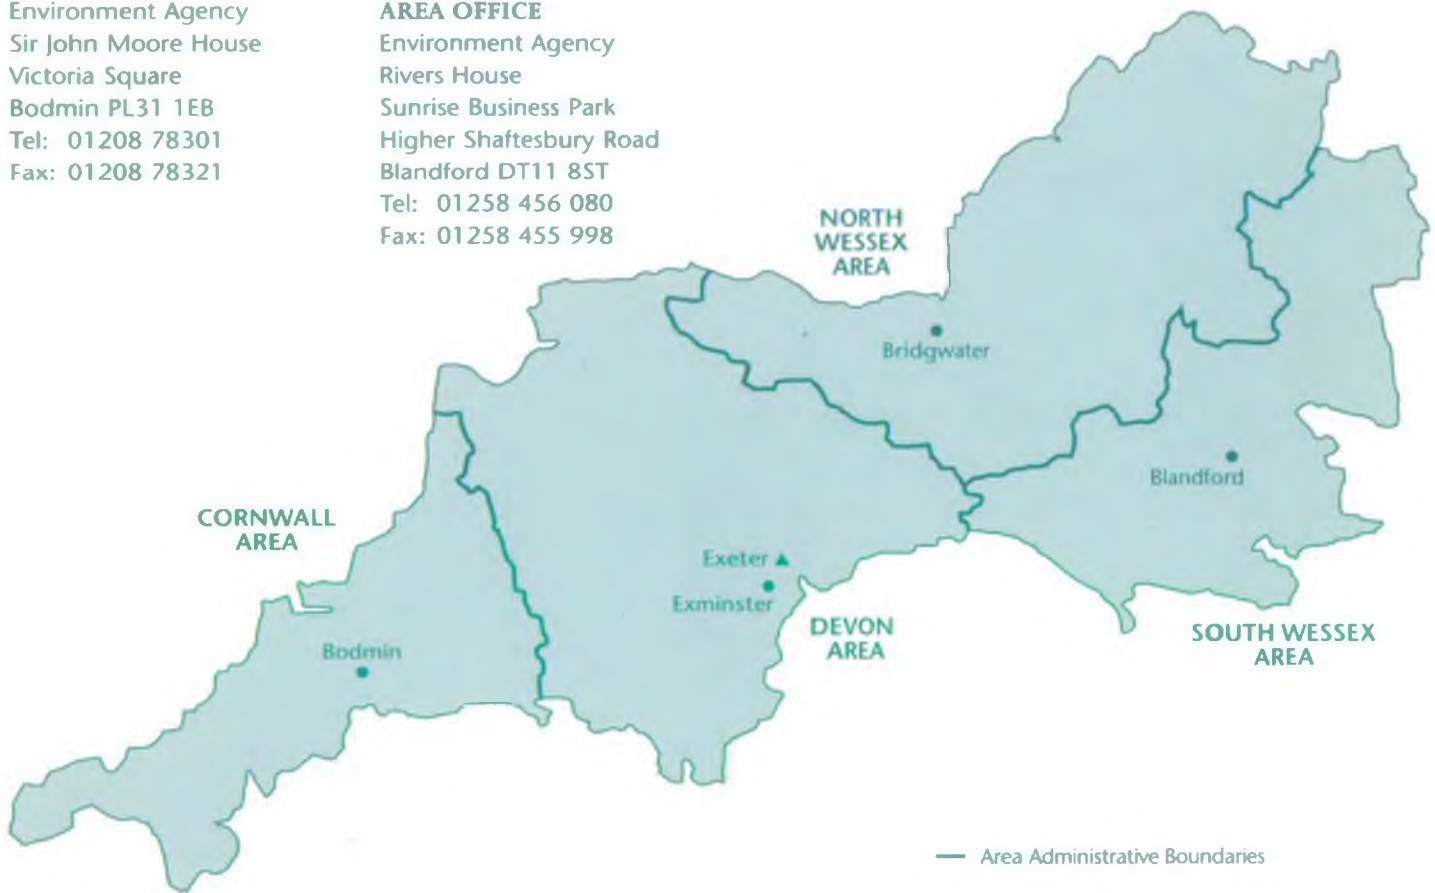 Environment Agency
Sir John Moore House
Victoria Square
Bodmin PL31 1EB
Tel: 01208 78301
Fax: 01208 78321
AREA OFFICE
Environment Agency
Rivers House
Sunrise Business Park
Higher Shaftesbury Road
Blandford DT11 8ST
Tel: 01258 456 080
Fax: 01258 455 998
NORTH
WESSEX
AREA
Bridgwater
Blandford
CORNWALL
AREA
Exeter
Exminster
DEVON
AREA
SOUTH WESSEX
AREA
Bodmin
Area Administrative Boundaries